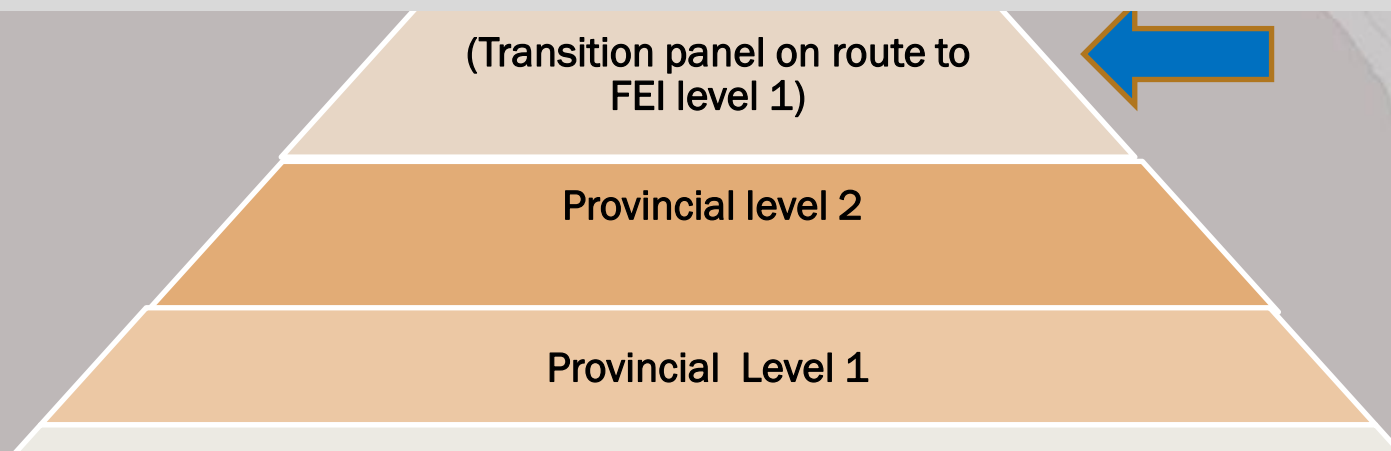 (Transition panel on route to
FEI level 1)
Provincial level 2
Provincial  Level 1